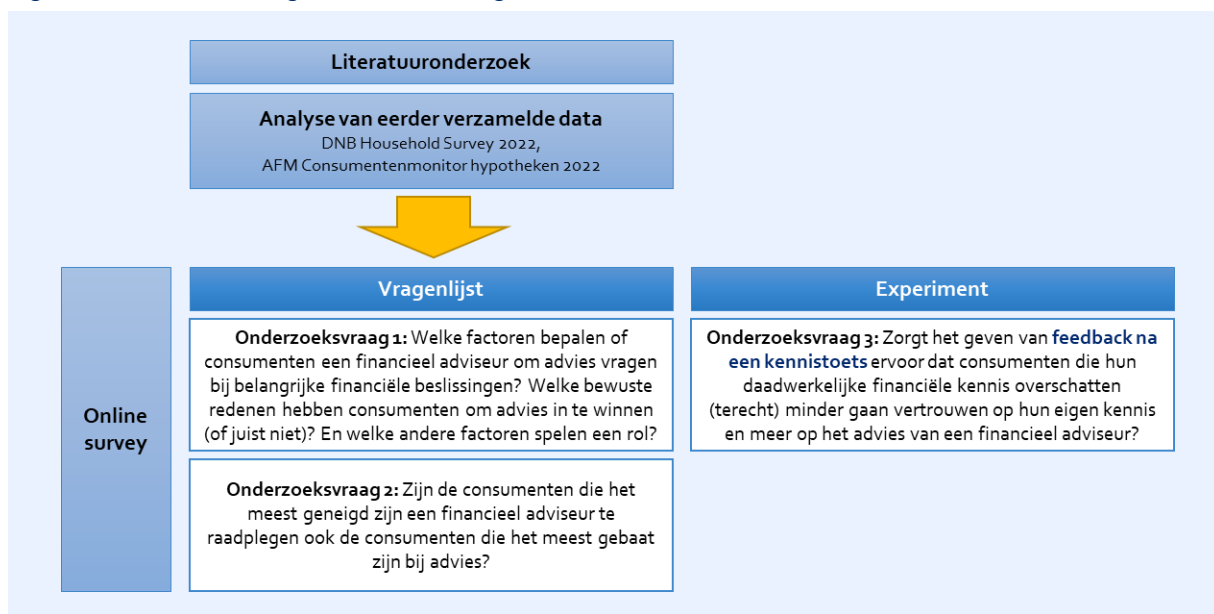 Literatuuronderzoek
Analyse van eerder verzamelde data
DNB Household Survey 2022,
AFM Consumentenmonitor hypotheken 2022
Online
survey
Vragenlijst
Onderzoeksvraag 1: Welke factoren bepalen of
consumenten een financieel adviseur om advies vragen
bij belangrijke financiële beslissingen? Welke bewuste
redenen hebben consumenten om advies in te winnen
(of juist niet)? En welke andere factoren spelen een rol?
Onderzoeksvraag 2: Zijn de consumenten die het
meest geneigd zijn een financieel adviseur te
raadplegen ook de consumenten die het meest gebaat
zijn bij advies?
Experiment
Onderzoeksvraag 3: Zorgt het geven van feedback na
een kennistoets ervoor dat consumenten die hun
daadwerkelijke financiële kennis overschatten
(terecht) minder gaan vertrouwen op hun eigen kennis
en meer op het advies van een financieel adviseur?